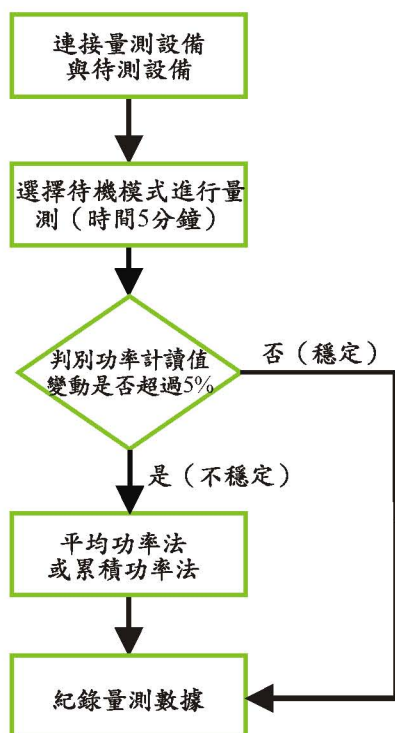 連接量測設備
與待測設備
選擇待機模式進行量
測（時間5分鐘）
判別功率計讀值
變動是否超過5%
否（穩定）
是（不穩定）
平均功率法
或累積功率法
紀錄量測數據